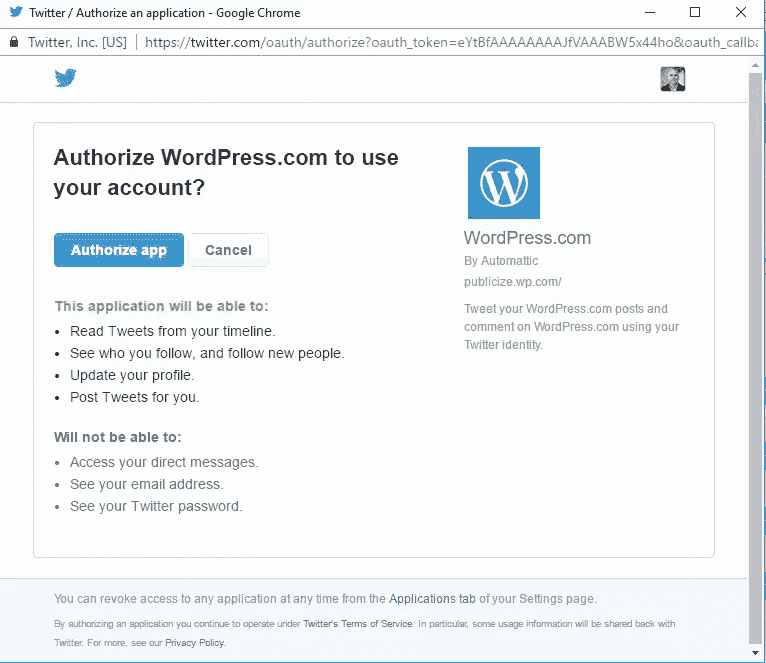 Twitter / Authorize an application - Google Chrome
Twitter, Inc. [US] | https://twitter.com/oauth/authorize?oauth_token=eYtBfAAAAAAAJfVAAABW5x44ho&oauth_callba
Authorize WordPress.com to use
your account?
Authorize app
Cancel
This application will be able to:
• Read Tweets from your timeline.
• See who you follow, and follow new people.
• Update your profile.
• Post Tweets for you.
Will not be able to:
• Access your direct messages.
• See your email address.
• See your Twitter password.
WordPress.com
By Automattic
publicize.wp.com/
Tweet your WordPress.com posts and
comment on WordPress.com using your
Twitter identity.
You can revoke access to any application at any time from the Applications tab of your Settings page.
By authorizing an application you continue to operate under Twitter's Terms of Service. In particular, some usage information will be shared back with
Twitter. For more, see our Privacy Policy.